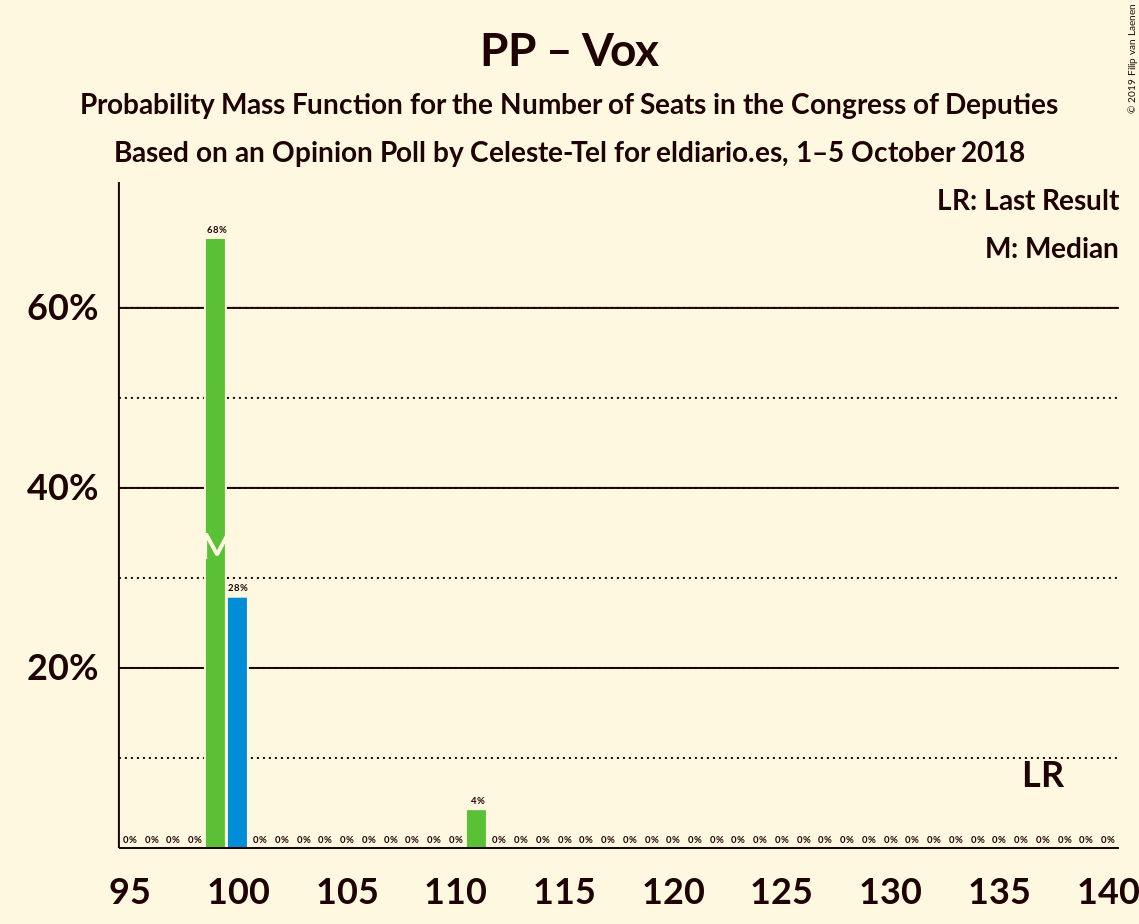 PP – Vox
Probability Mass Function for the Number of Seats in the Congress of Deputies
Based on an Opinion Poll by Celeste-Tel for eldiario.es, 1–5 October 2018
© 2019 Filip van Laenen
LR: Last Result
M: Median
68%
60%
40%
M
28%
20%
LR
4%
0% 0% 0% 0% 0% 0% 0% 0% 0% 0% 0% 0% 0% 0% 0% 0% 0% 0% 0% 0% 0% 0% 0% 0% 0% 0% 0% 0% 0% 0% 0% 0% 0% 0% 0% 0% 0% 0% 0% 0% 0% 0% 0%
95 100 105 110 115 120 125 130 135 140